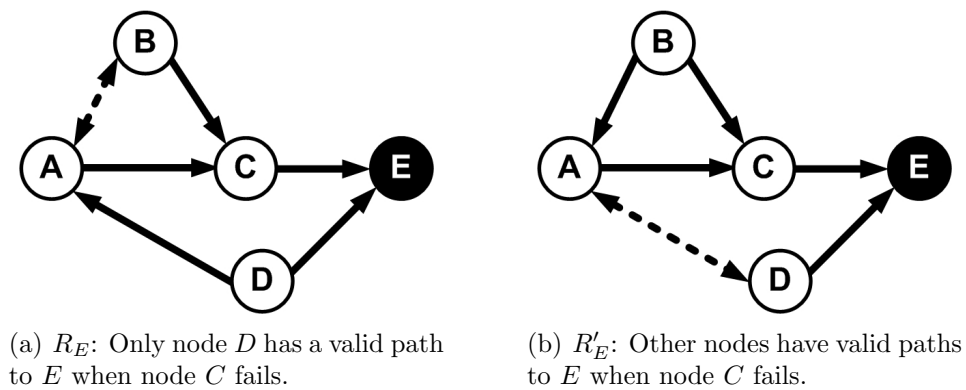 B
A
C
E
D
(a) R_E: Only node D has a valid path
to E when node C fails.
B
A
C
E
D
(b) R'_E: Other nodes have valid paths
to E when node C fails.